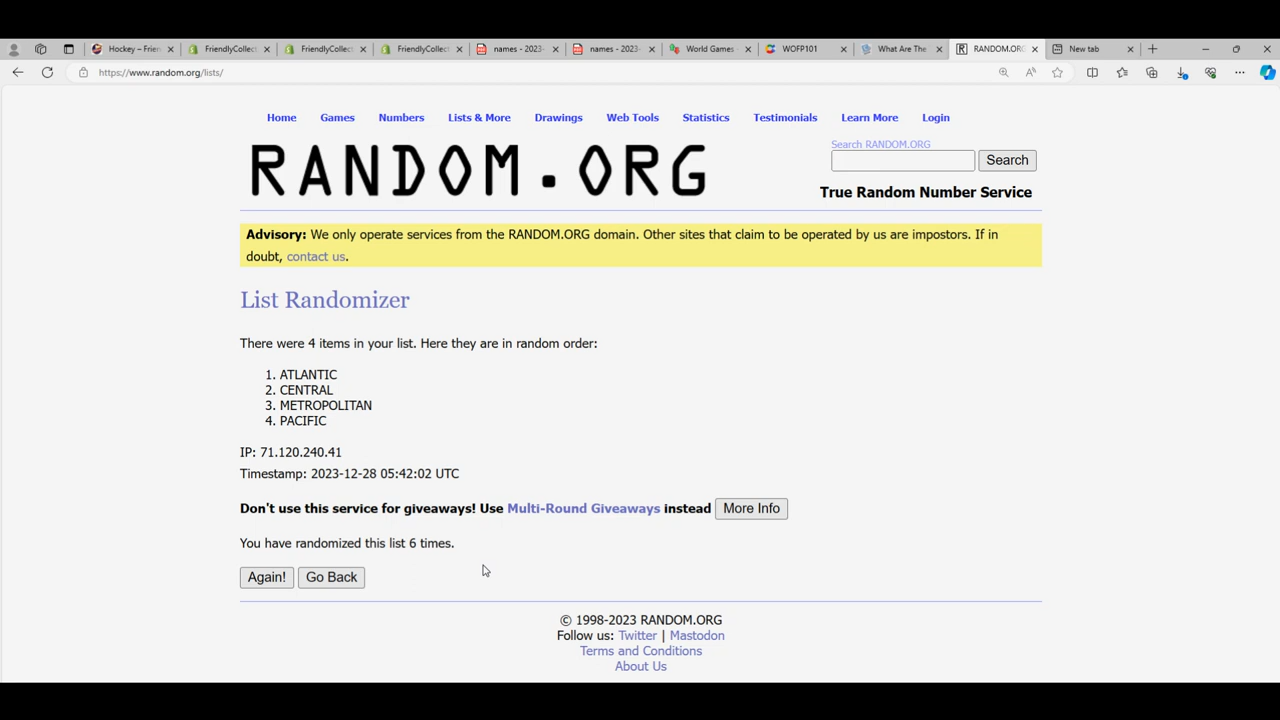 Hockey – Frien
FriendlyCollect
FriendlyCollect
FriendlyCollect
names - 2023-
names - 2023-
World Games -
WOFP101
What Are The
RANDOM.ORG
New tab
https://www.random.org/lists/
Home Games Numbers Lists & More Drawings Web Tools Statistics Testimonials Learn More Login
Search RANDOM.ORG
RANDOM.ORG
Search
True Random Number Service
Advisory: We only operate services from the RANDOM.ORG domain. Other sites that claim to be operated by us are impostors. If in
doubt, contact us.
List Randomizer
There were 4 items in your list. Here they are in random order:
1. ATLANTIC
2. CENTRAL
3. METROPOLITAN
4. PACIFIC
IP: 71.120.240.41
Timestamp: 2023-12-28 05:42:02 UTC
Don't use this service for giveaways! Use Multi-Round Giveaways instead More Info
You have randomized this list 6 times.
Again! Go Back
© 1998-2023 RANDOM.ORG
Follow us: Twitter | Mastodon
Terms and Conditions
About Us